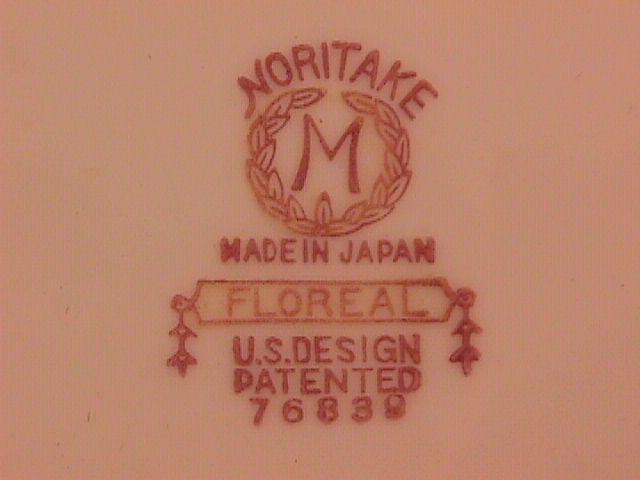 NORITAKE
M
MADE IN JAPAN
FLOREAL
U.S. DESIGN
PATENTED
76839